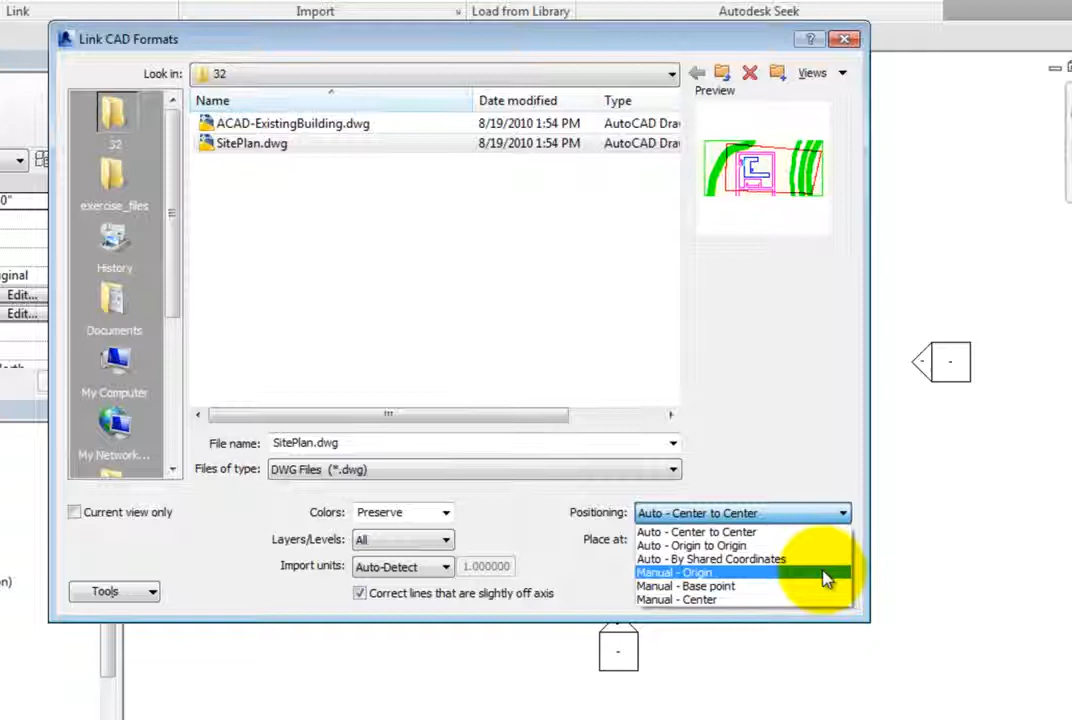 Link
Import
Load from Library
Autodesk Seek
Link CAD Formats
Look in:
32
Views
Name
Date modified
Type
Preview
ACAD-ExistingBuilding.dwg
8/19/2010 1:54 PM
AutoCAD Dra
SitePlan.dwg
8/19/2010 1:54 PM
AutoCAD Dra
32
exercise_files
History
Documents
My Computer
My Network...
0"
ginal
Edit...
Edit...
File name:
SitePlan.dwg
Files of type:
DWG Files (*.dwg)
Current view only
Colors:
Preserve
Positioning:
Auto - Center to Center
Layers/Levels:
All
Place at:
Auto - Center to Center
Auto - Origin to Origin
Auto - By Shared Coordinates
Manual - Origin
Manual - Base point
Manual - Center
Import units:
Auto-Detect
1.000000
Correct lines that are slightly off axis
Tools
n)